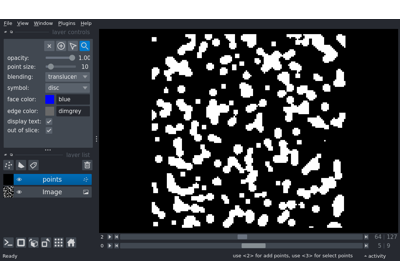 File View Window Plugins Help
layer controls
opacity: 1.00
point size: 10
blending: translucen
symbol: disc
face color: blue
edge color: dimgrey
display text:
out of slice:
layer list
points
Image
2 64 127
0 5 9
Ready use <2> for add points, use <3> for select points activity